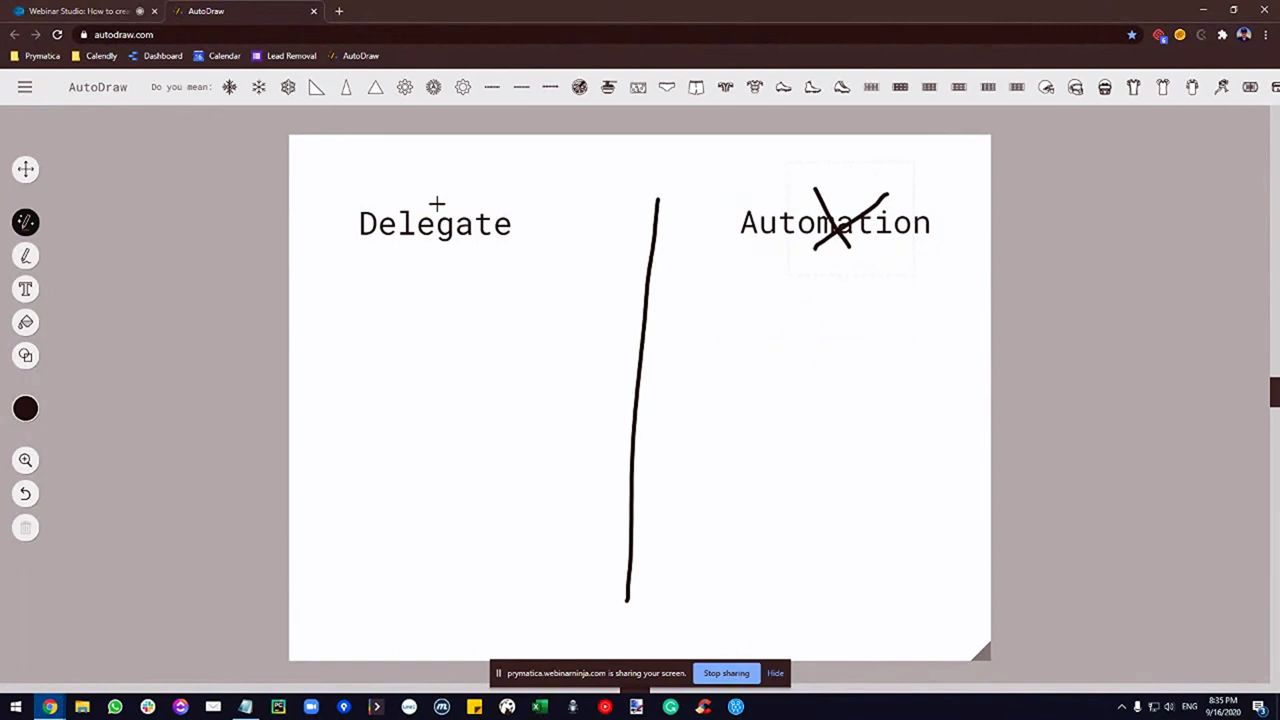 Webinar Studio: How to cre
AutoDraw
autodraw.com
Prymatica
Calendly
Dashboard
Calendar
Lead Removal
AutoDraw
AutoDraw
Do you mean:
Delegate
Automation
prymatica.webinarninja.com is sharing your screen.
Stop sharing
Hide
ENG
8:35 PM
9/16/2020